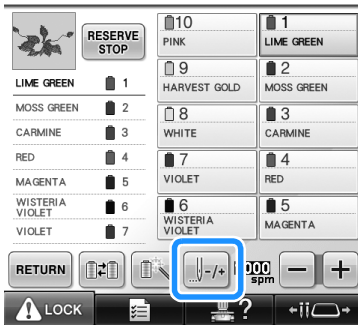 RESERVE
STOP
LIME GREEN 1
MOSS GREEN 2
CARMINE 3
RED 4
MAGENTA 5
WISTERIA
VIOLET 6
VIOLET 7
10
PINK
1
LIME GREEN
9
HARVEST GOLD
2
MOSS GREEN
8
WHITE
3
CARMINE
7
VIOLET
4
RED
6
WISTERIA
VIOLET
5
MAGENTA
RETURN
-/+
spm
- +
LOCK
?